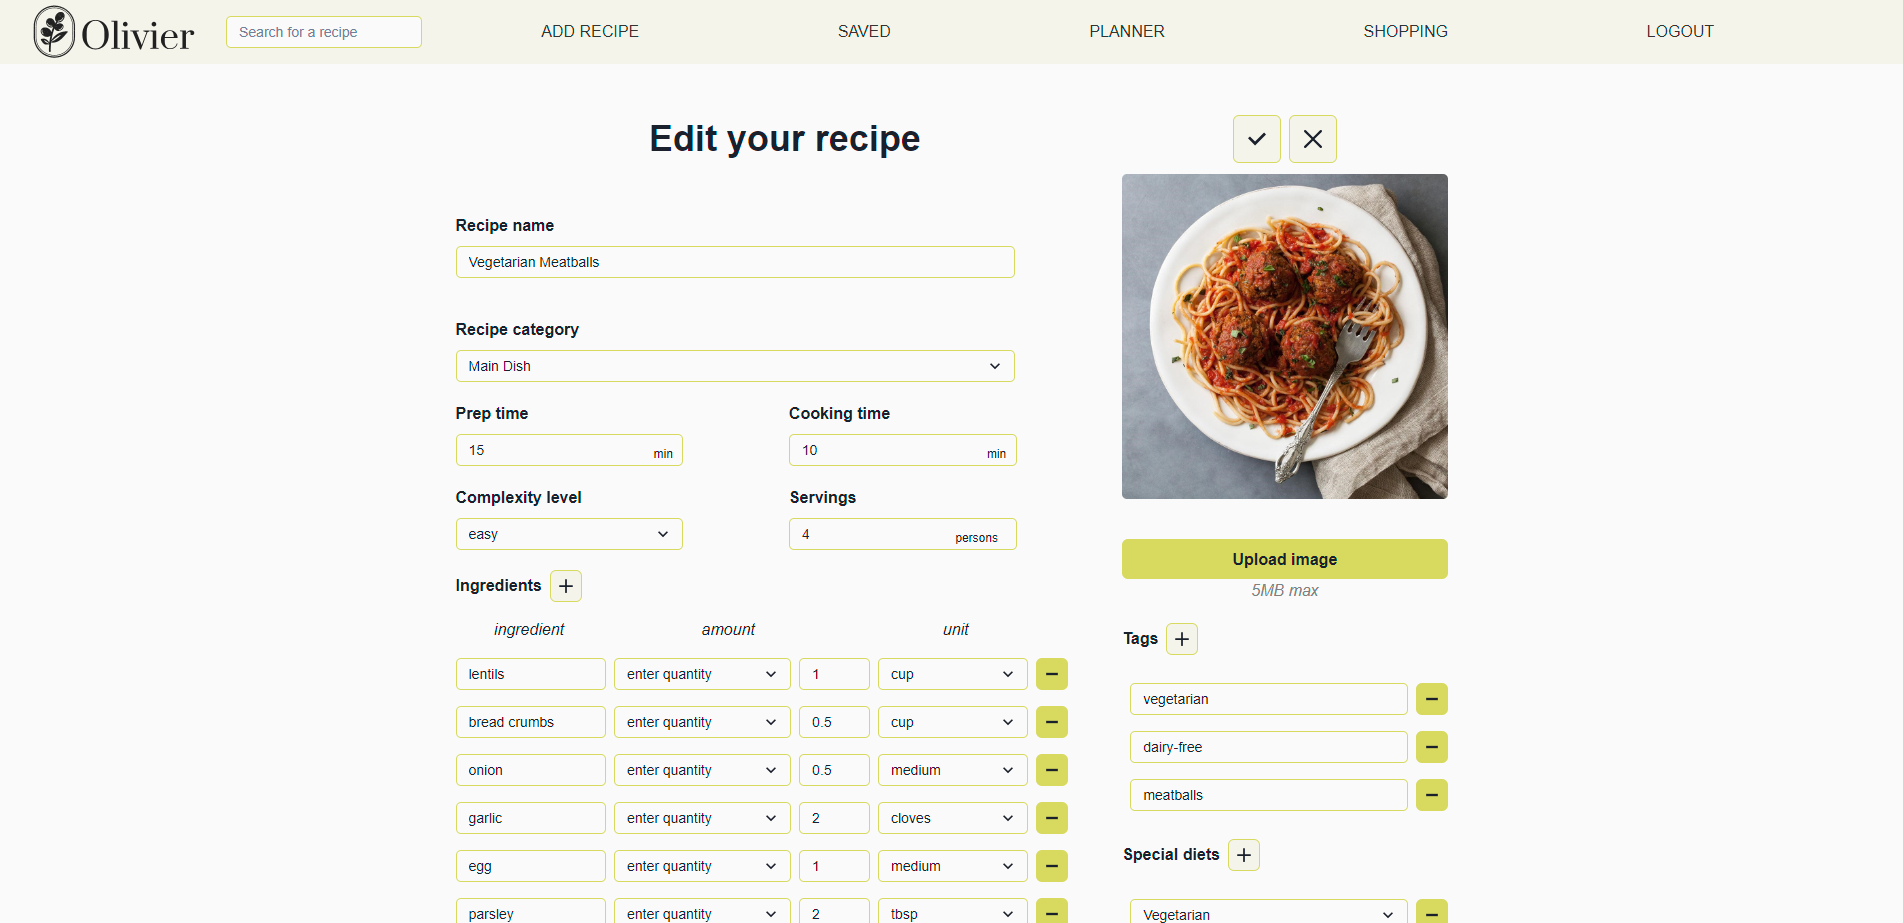 Olivier
Search for a recipe
ADD RECIPE
SAVED
PLANNER
SHOPPING
LOGOUT
Edit your recipe
Recipe name
Vegetarian Meatballs
Recipe category
Main Dish
Prep time
Cooking time
15 min
10 min
Complexity level
Servings
easy
4 persons
Ingredients
ingredient amount unit
lentils enter quantity 1 cup
bread crumbs enter quantity 0.5 cup
onion enter quantity 0.5 medium
garlic enter quantity 2 cloves
egg enter quantity 1 medium
parsley enter quantity 2 tbsp
Upload image
5MB max
Tags
vegetarian
dairy-free
meatballs
Special diets
Vegetarian